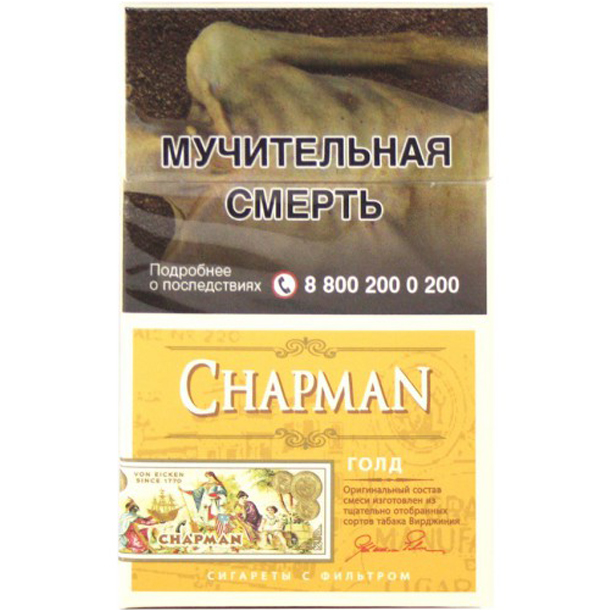 МУЧИТЕЛЬНАЯ
СМЕРТЬ
Подробнее
о последствиях 8 800 200 0 200
CHAPMAN
ГОЛД
Оригинальный состав
смеси изготовлен из
тщательно отобранных
сортов табака Вирджиния
VON EICKEN
SINCE 1770
CHAPMAN
СИГАРЕТЫ С ФИЛЬТРОМ